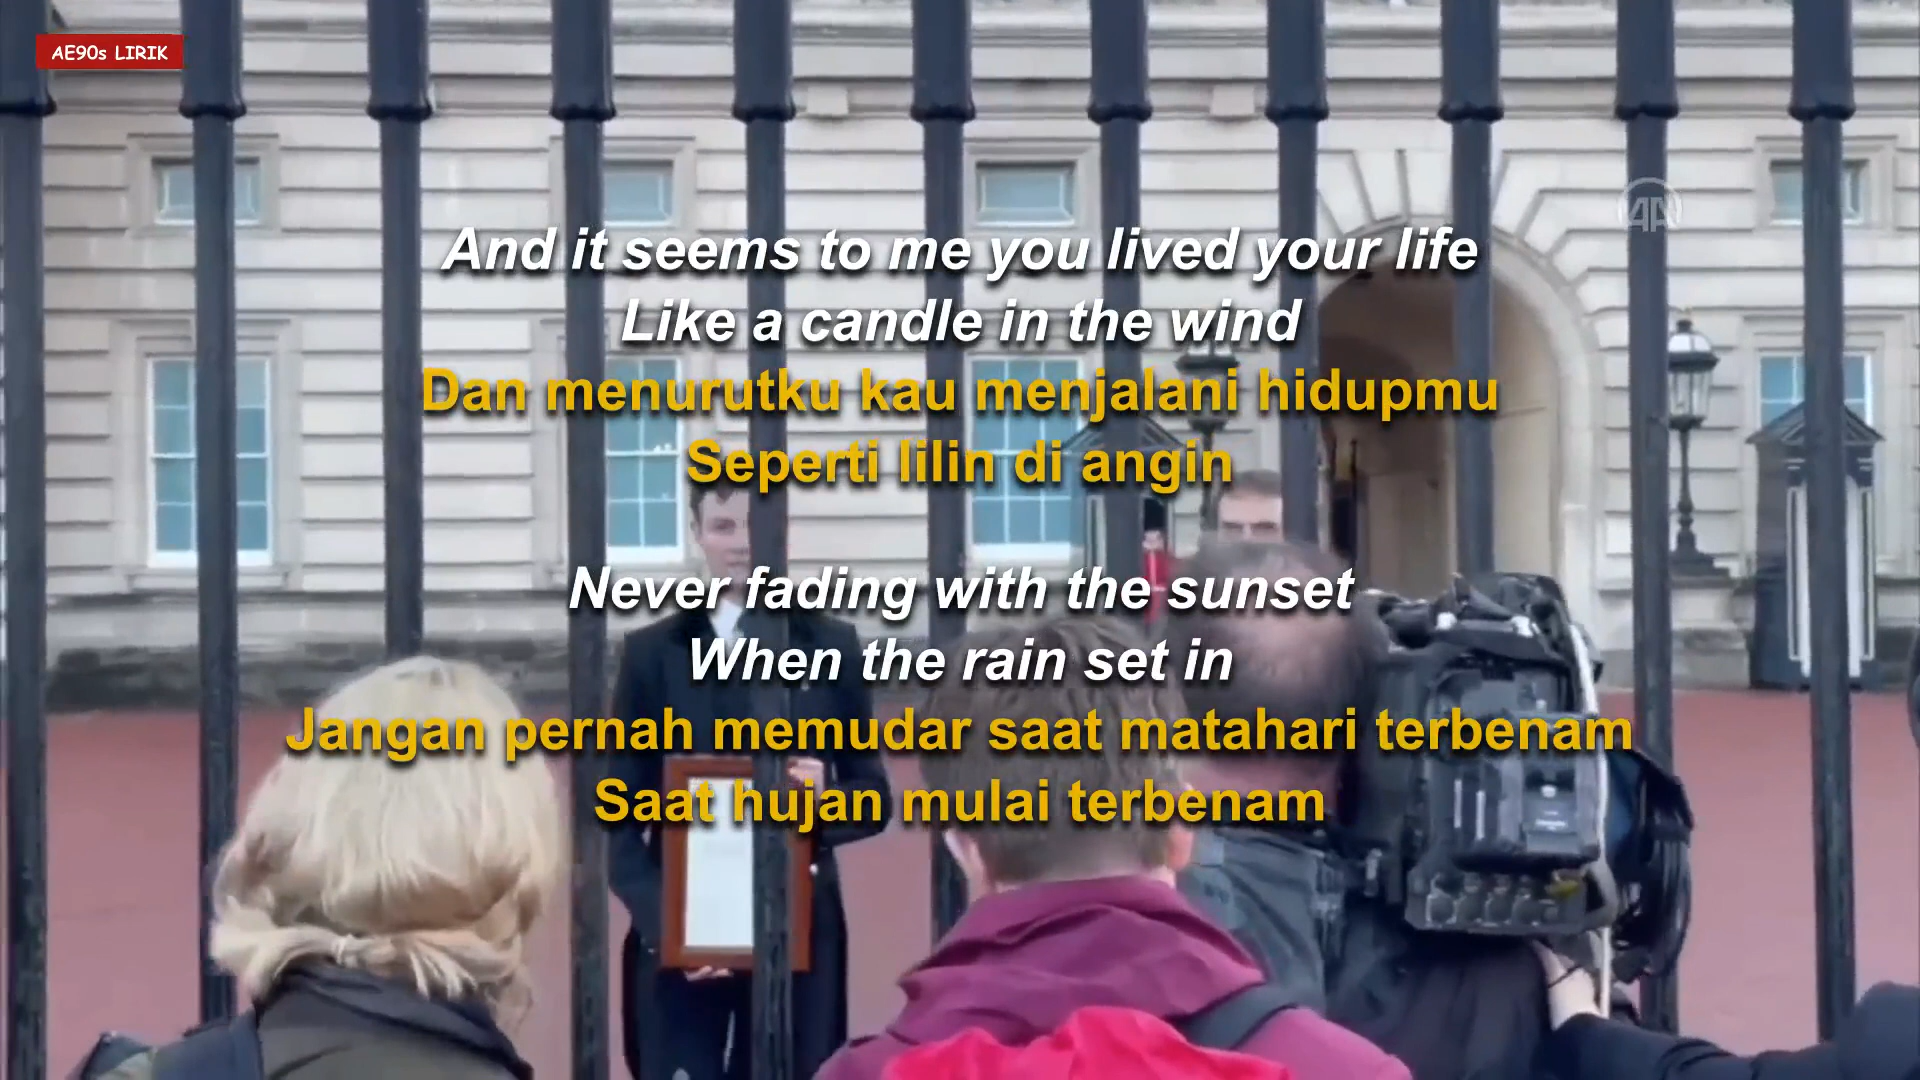 AE90s LIRIK
AA
And it seems to me you lived your life
Like a candle in the wind
Dan menurutku kau menjalani hidupmu
Seperti lilin di angin
Never fading with the sunset
When the rain set in
Jangan pernah memudar saat matahari terbenam
Saat hujan mulai terbenam